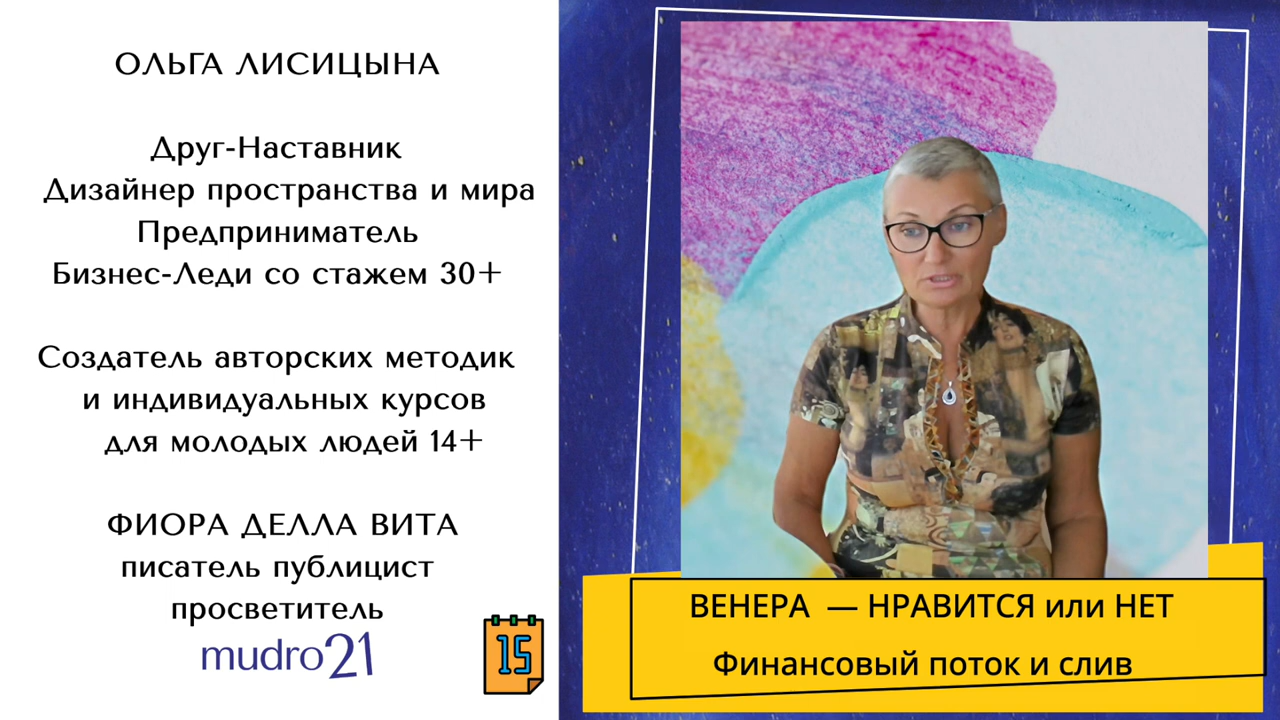 ОЛЬГА ЛИСИЦЫНА
Друг-Наставник
Дизайнер пространства и мира
Предприниматель
Бизнес-Леди со стажем 30+
Создатель авторских методик
и индивидуальных курсов
для молодых людей 14+
ФИОРА ДЕЛЛА ВИТА
писатель публицист
просветитель
mudro21
15
ВЕНЕРА — НРАВИТСЯ или НЕТ
Финансовый поток и слив